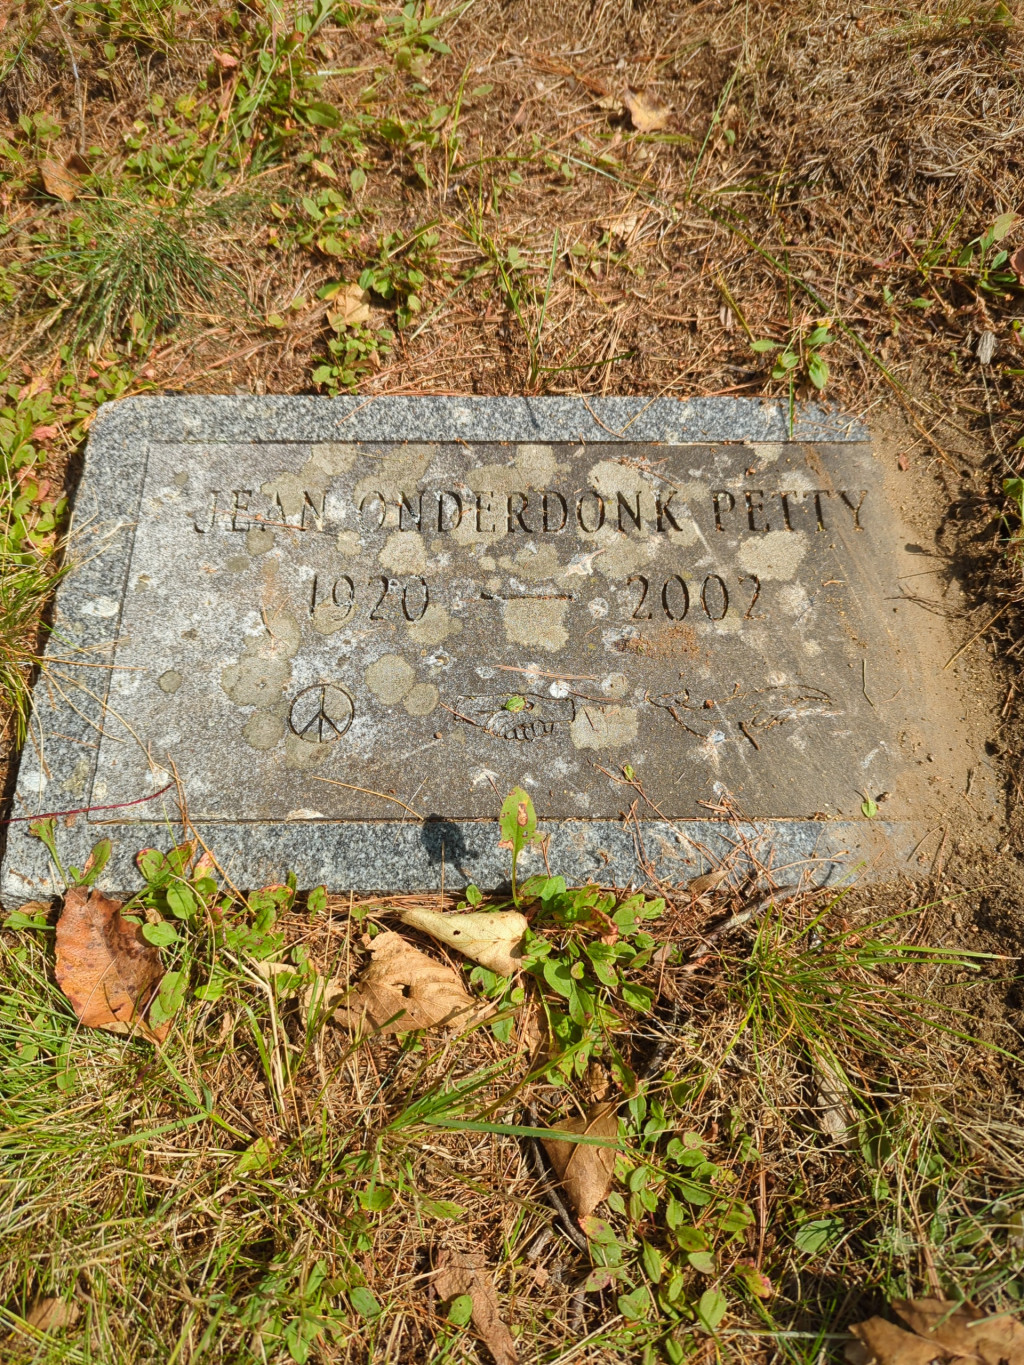 JEAN ONDERDONK PETTY
1920 — 2002